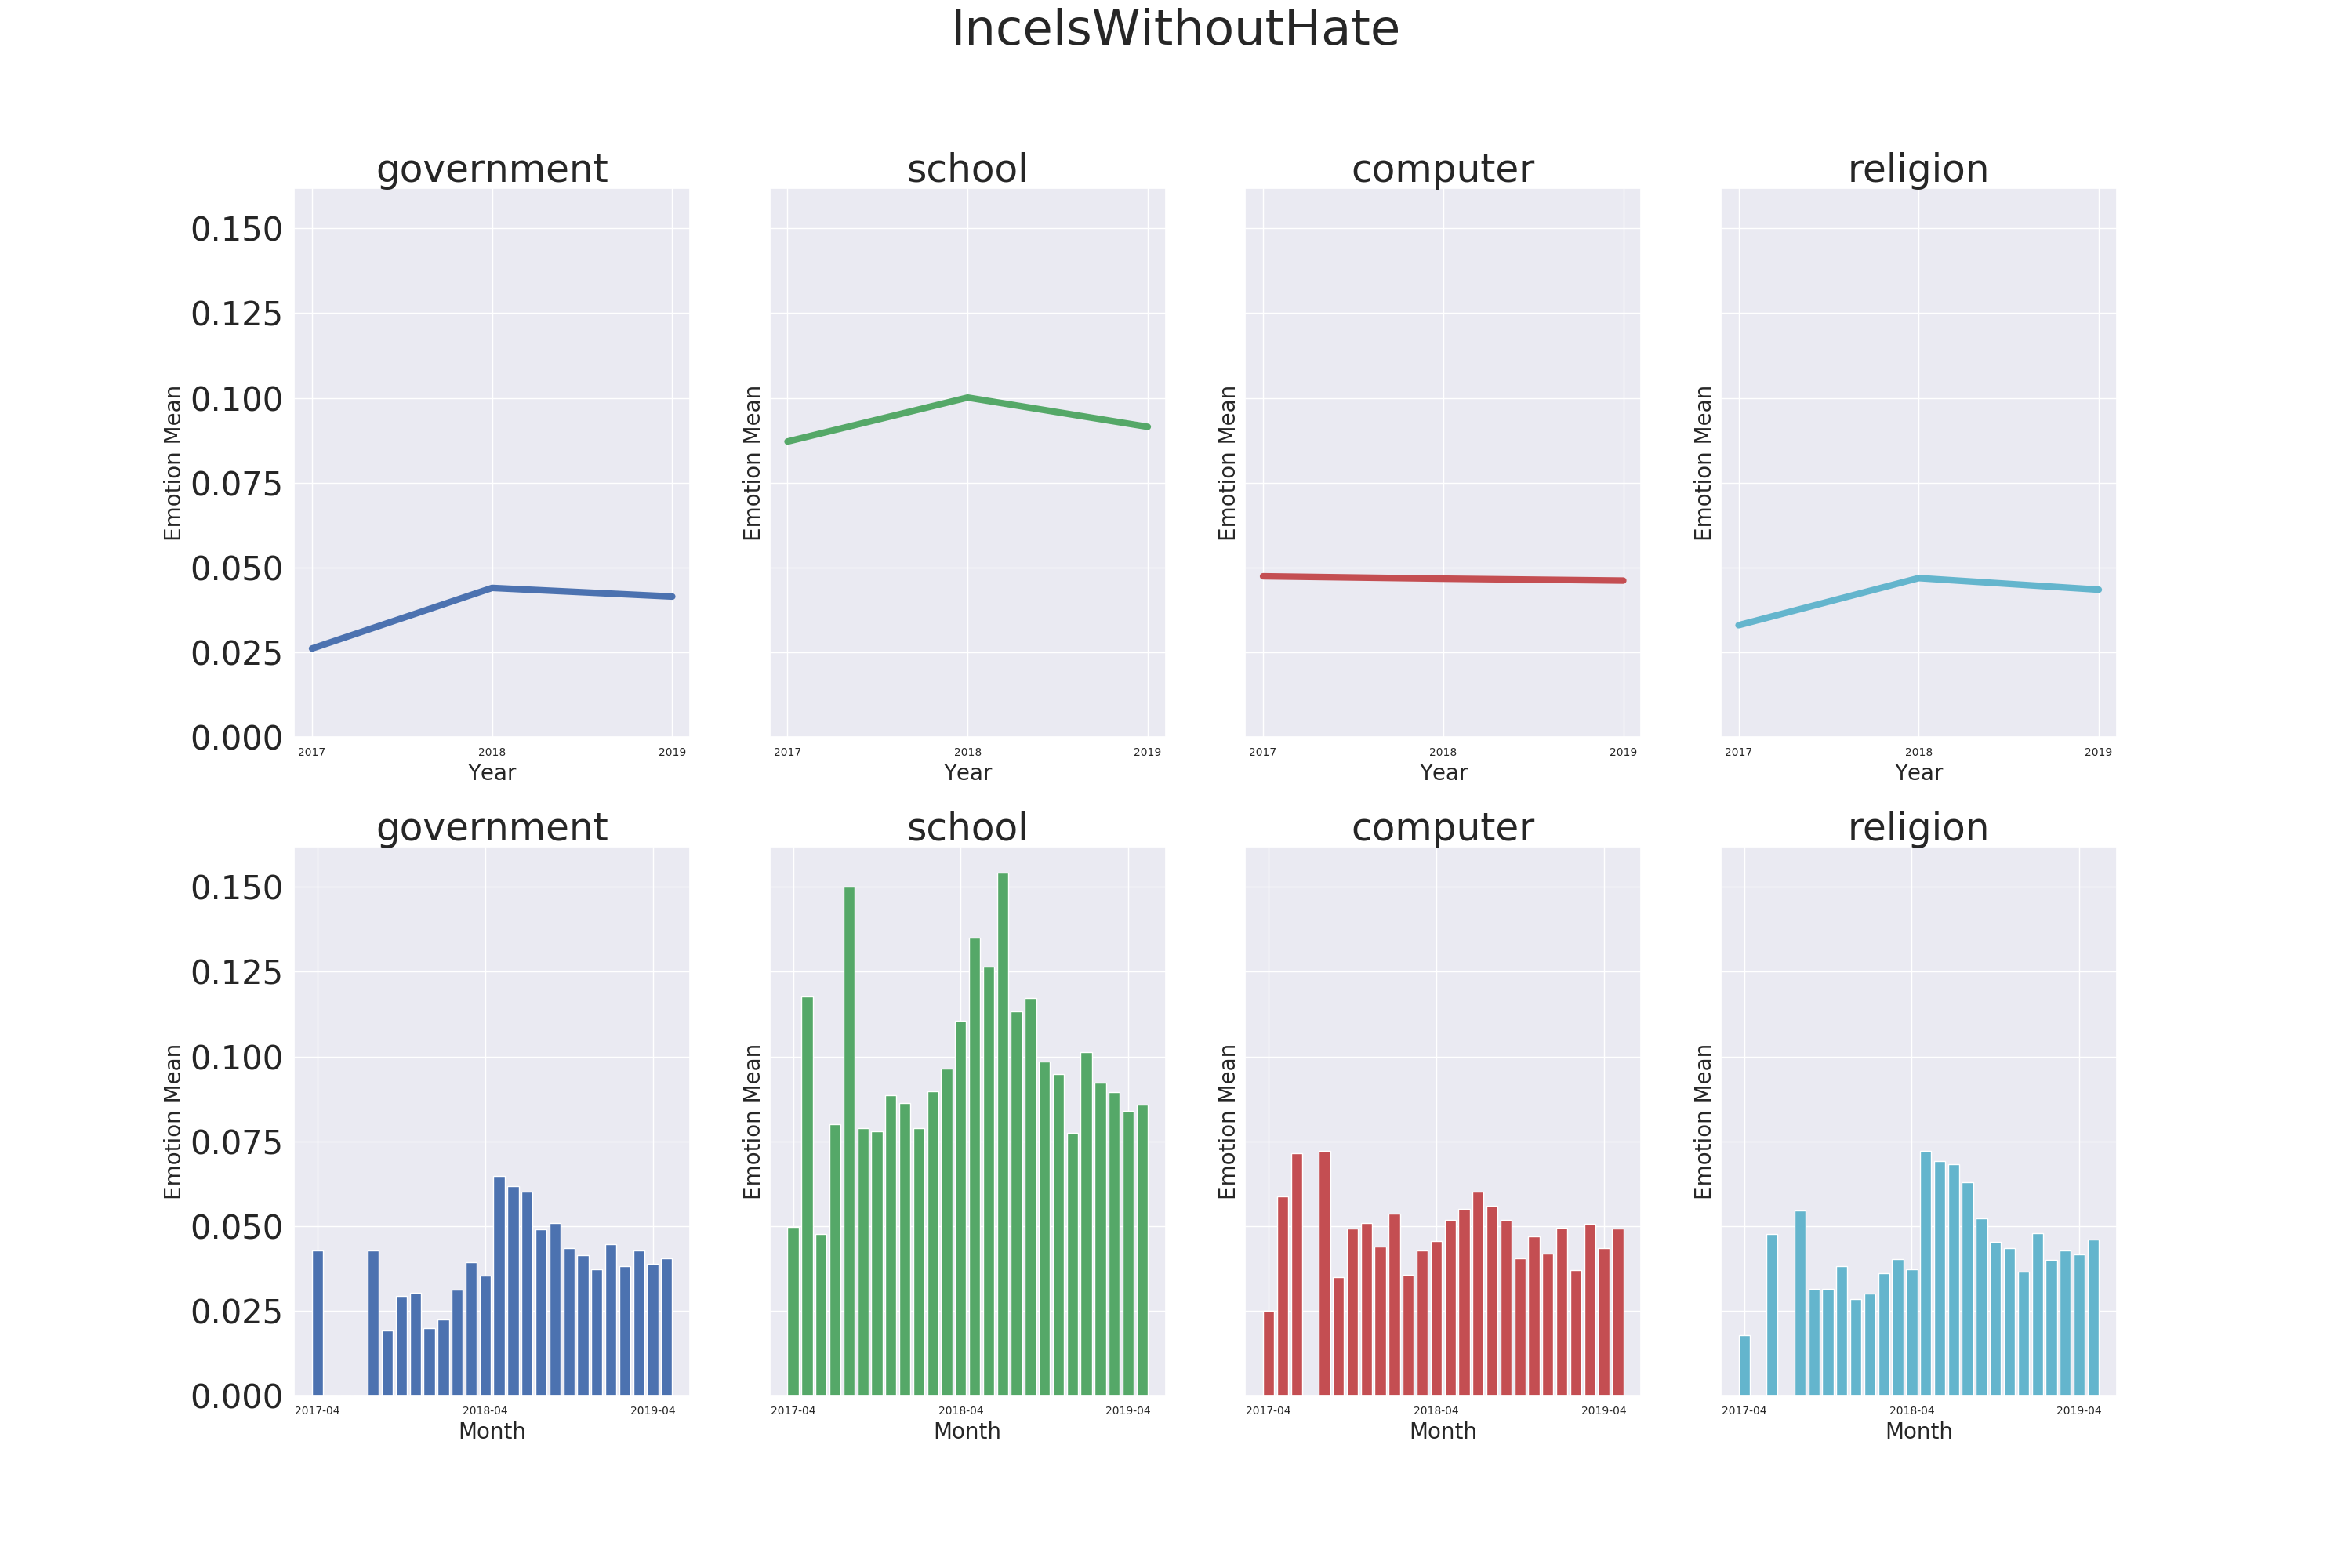 IncelsWithoutHate
government school computer religion
0.150
0.125
0.100
0.075
0.050
0.025
0.000
Emotion Mean Emotion Mean Emotion Mean Emotion Mean
2017 2018 2019 2017 2018 2019 2017 2018 2019 2017 2018 2019
Year Year Year Year
government school computer religion
0.150
0.125
0.100
0.075
0.050
0.025
0.000
Emotion Mean Emotion Mean Emotion Mean Emotion Mean
2017-04 2018-04 2019-04 2017-04 2018-04 2019-04 2017-04 2018-04 2019-04 2017-04 2018-04 2019-04
Month Month Month Month